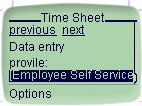 Time Sheet
previous next
Data entry
provile:
[Employee Self Service]
Options